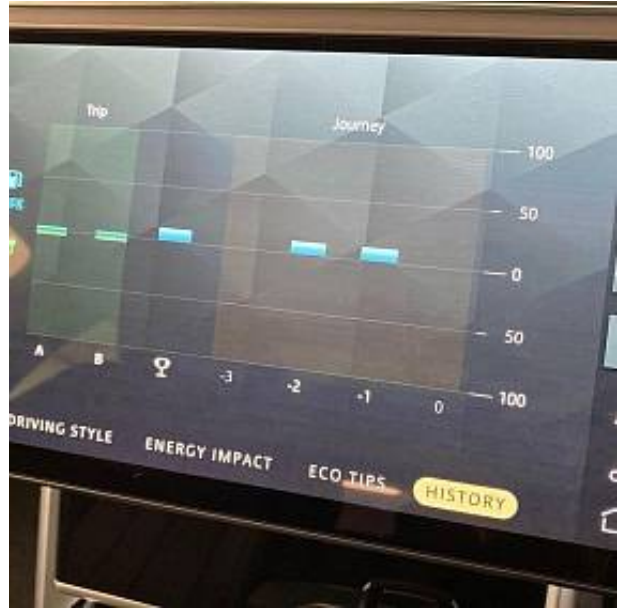 Trip
Journey
100
50
0
50
100
A B -3 -2 -1 0
DRIVING STYLE ENERGY IMPACT ECO TIPS HISTORY